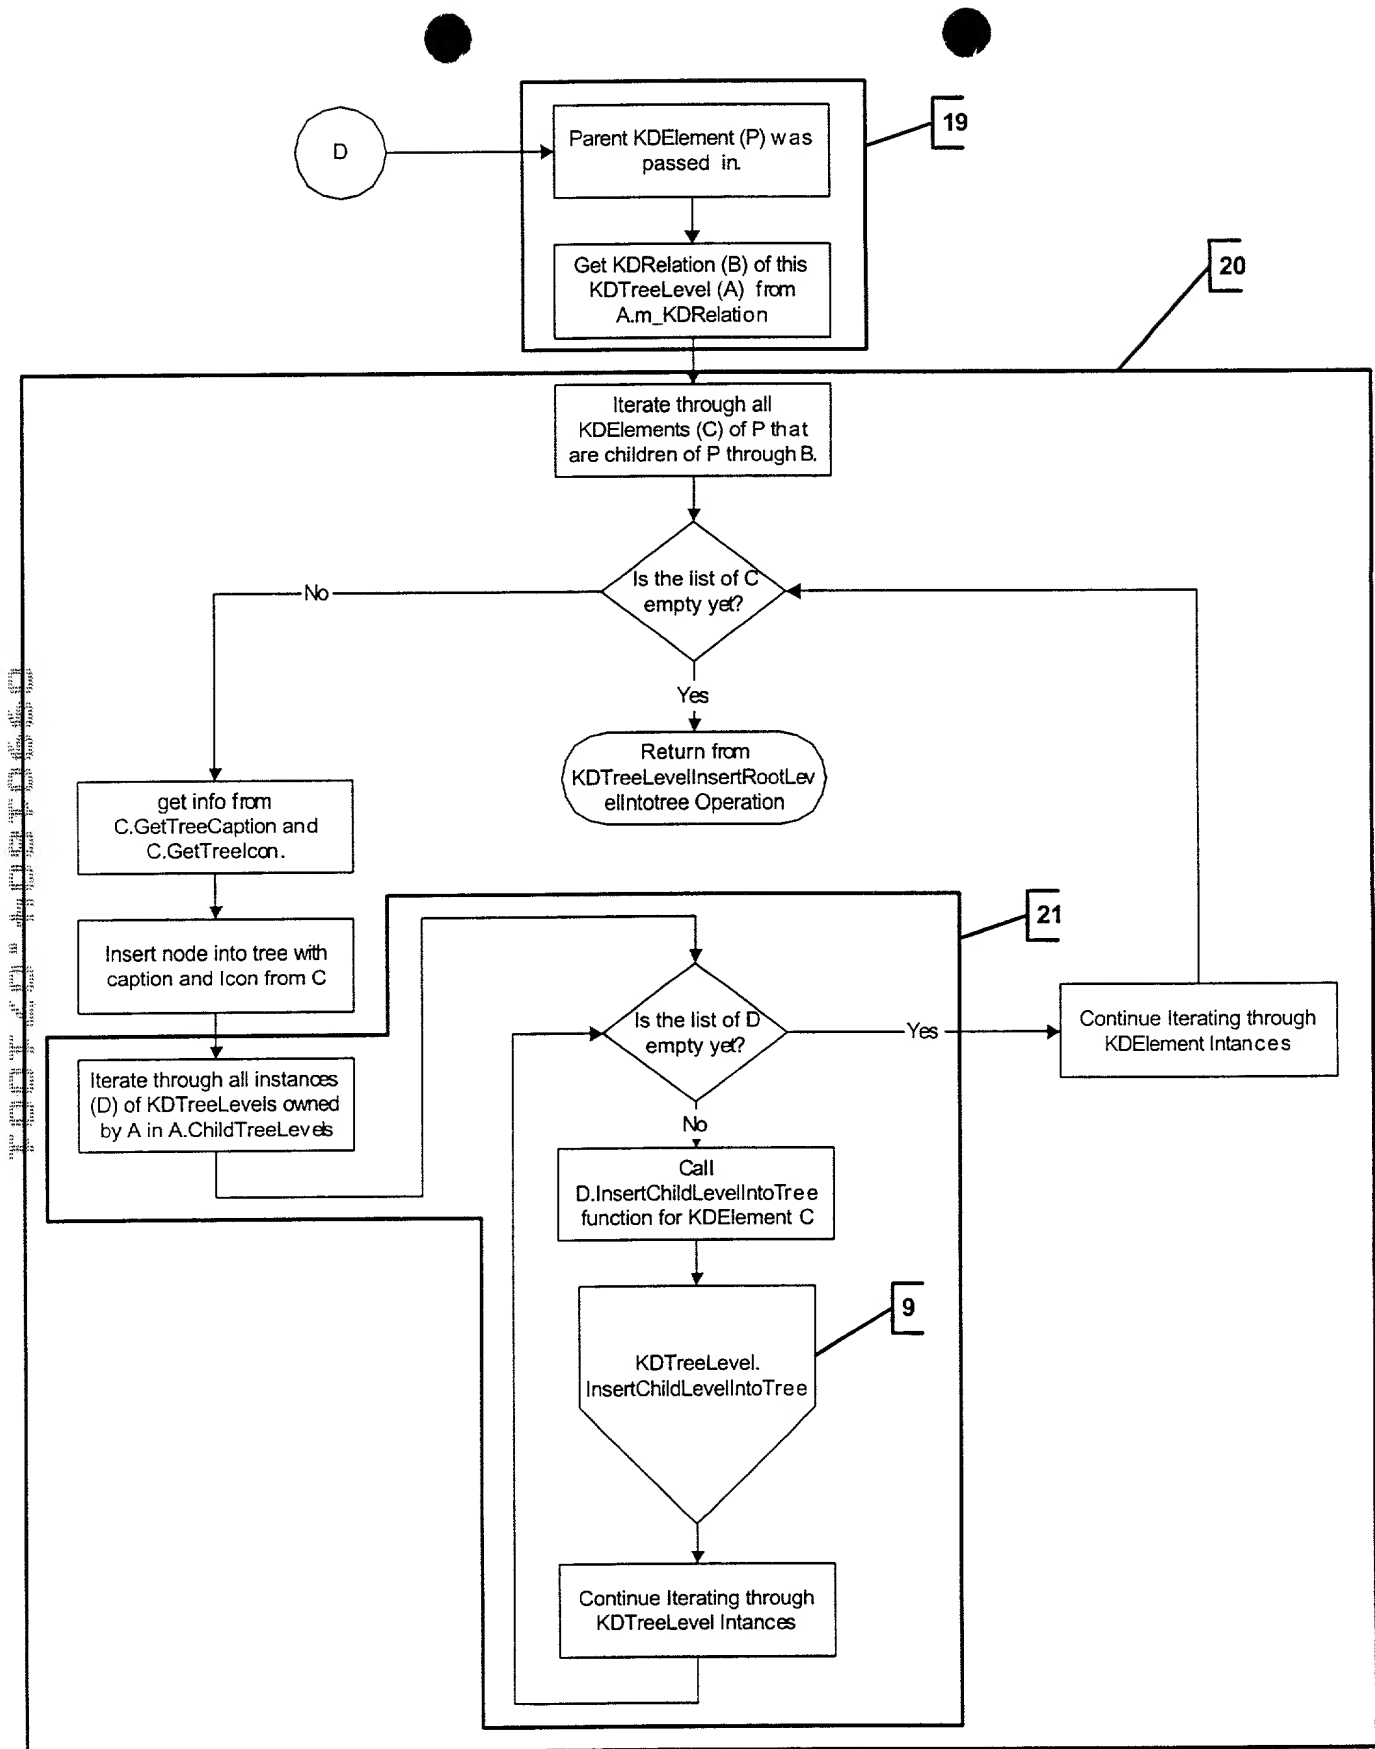 19
D
Parent KDElement (P) was
passed in.
Get KDRelation (B) of this
KDTreeLevel (A) from
A.m_KDRelation
20
Iterate through all
KDElements (C) of P that
are children of P through B.
Is the list of C
empty yet?
No
Yes
Return from
KDTreeLevelInsertRootLev
elIntotree Operation
get info from
C.GetTreeCaption and
C.GetTreeIcon.
Insert node into tree with
caption and Icon from C
21
Is the list of D
empty yet?
Yes
Continue Iterating through
KDElement Intances
Iterate through all instances
(D) of KDTreeLevels owned
by A in A.ChildTreeLevels
No
Call
D.InsertChildLevelIntoTree
function for KDElement C
9
KDTreeLevel.
InsertChildLevelIntoTree
Continue Iterating through
KDTreeLevel Intances